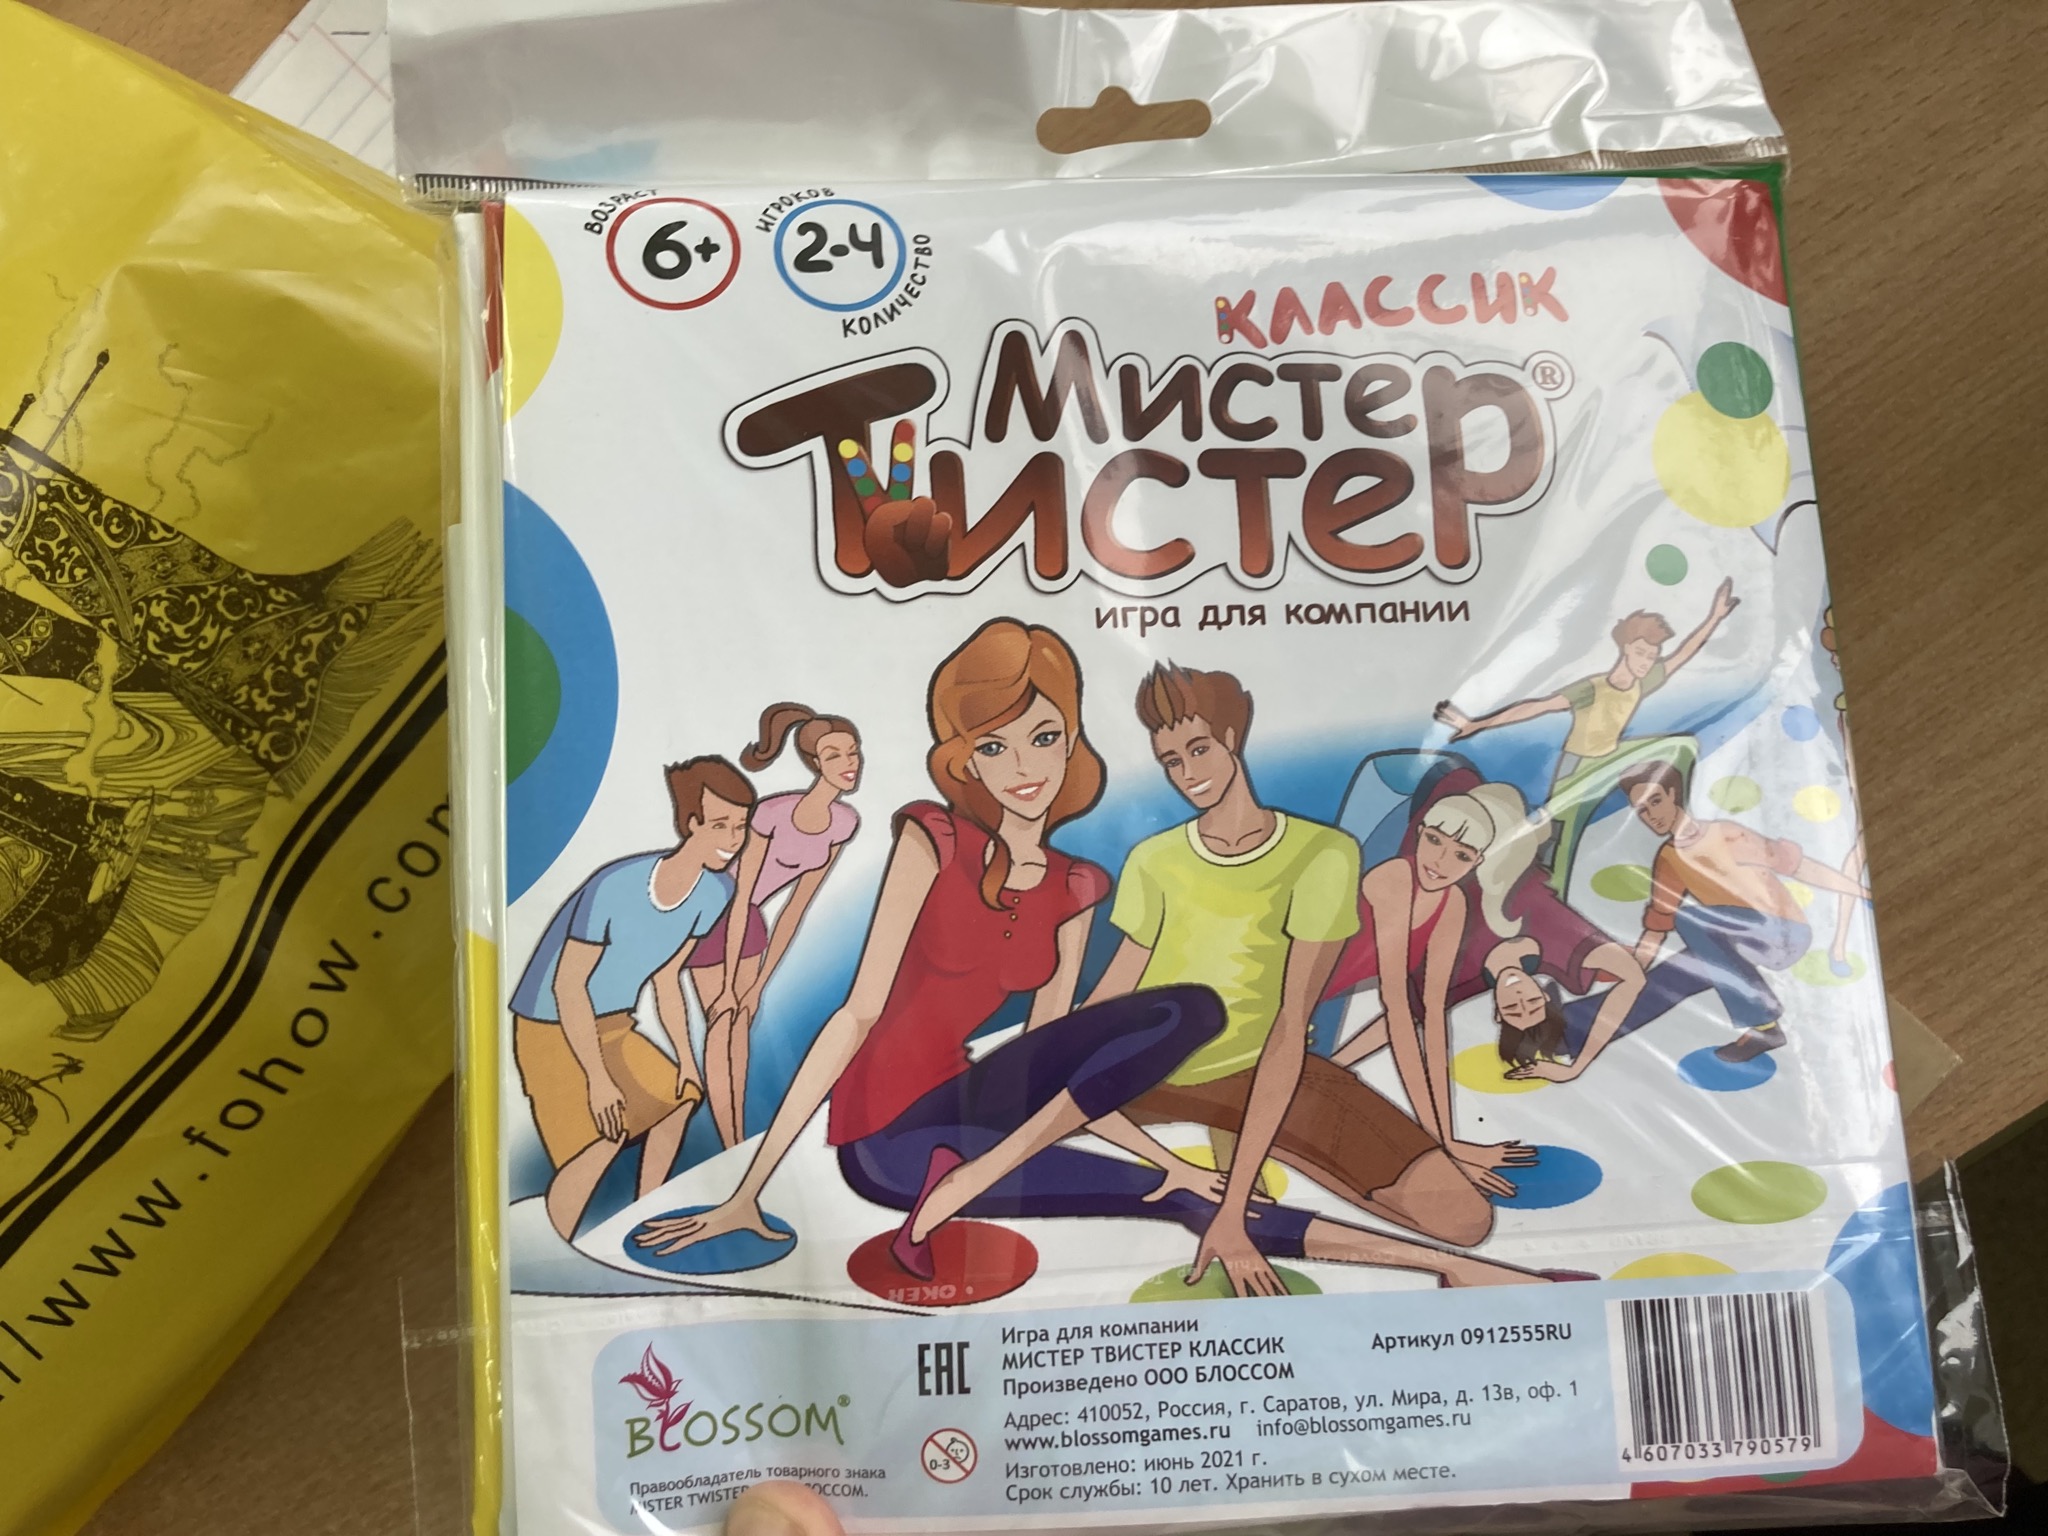 ВОЗРАСТ
6+
КОЛИЧЕСТВО ИГРОКОВ
2-4
КЛАССИК
Мистер®
Твистер
игра для компании
www.fohow.com
BLOSSOM®
Правообладатель товарного знака
MISTER TWISTER
EAC
0-3
Игра для компании
МИСТЕР ТВИСТЕР КЛАССИК
Произведено ООО БЛОССОМ
Артикул 0912555RU
Адрес: 410052, Россия, г. Саратов, ул. Мира, д. 13в, оф. 1
www.blossomgames.ru info@blossomgames.ru
Изготовлено: июнь 2021 г.
Срок службы: 10 лет. Хранить в сухом месте.
4 607033 790579